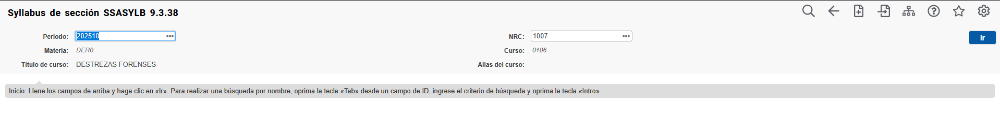 Syllabus de sección SSASYLB 9.3.38
Periodo: 202510 ••• NRC: 1007 ••• Ir
Materia: DER0 Curso: 0106
Título de curso: DESTREZAS FORENSES Alias del curso:
Inicio: Llene los campos de arriba y haga clic en «Ir». Para realizar una búsqueda por nombre, oprima la tecla «Tab» desde un campo de ID, ingrese el criterio de búsqueda y oprima la tecla «Intro».